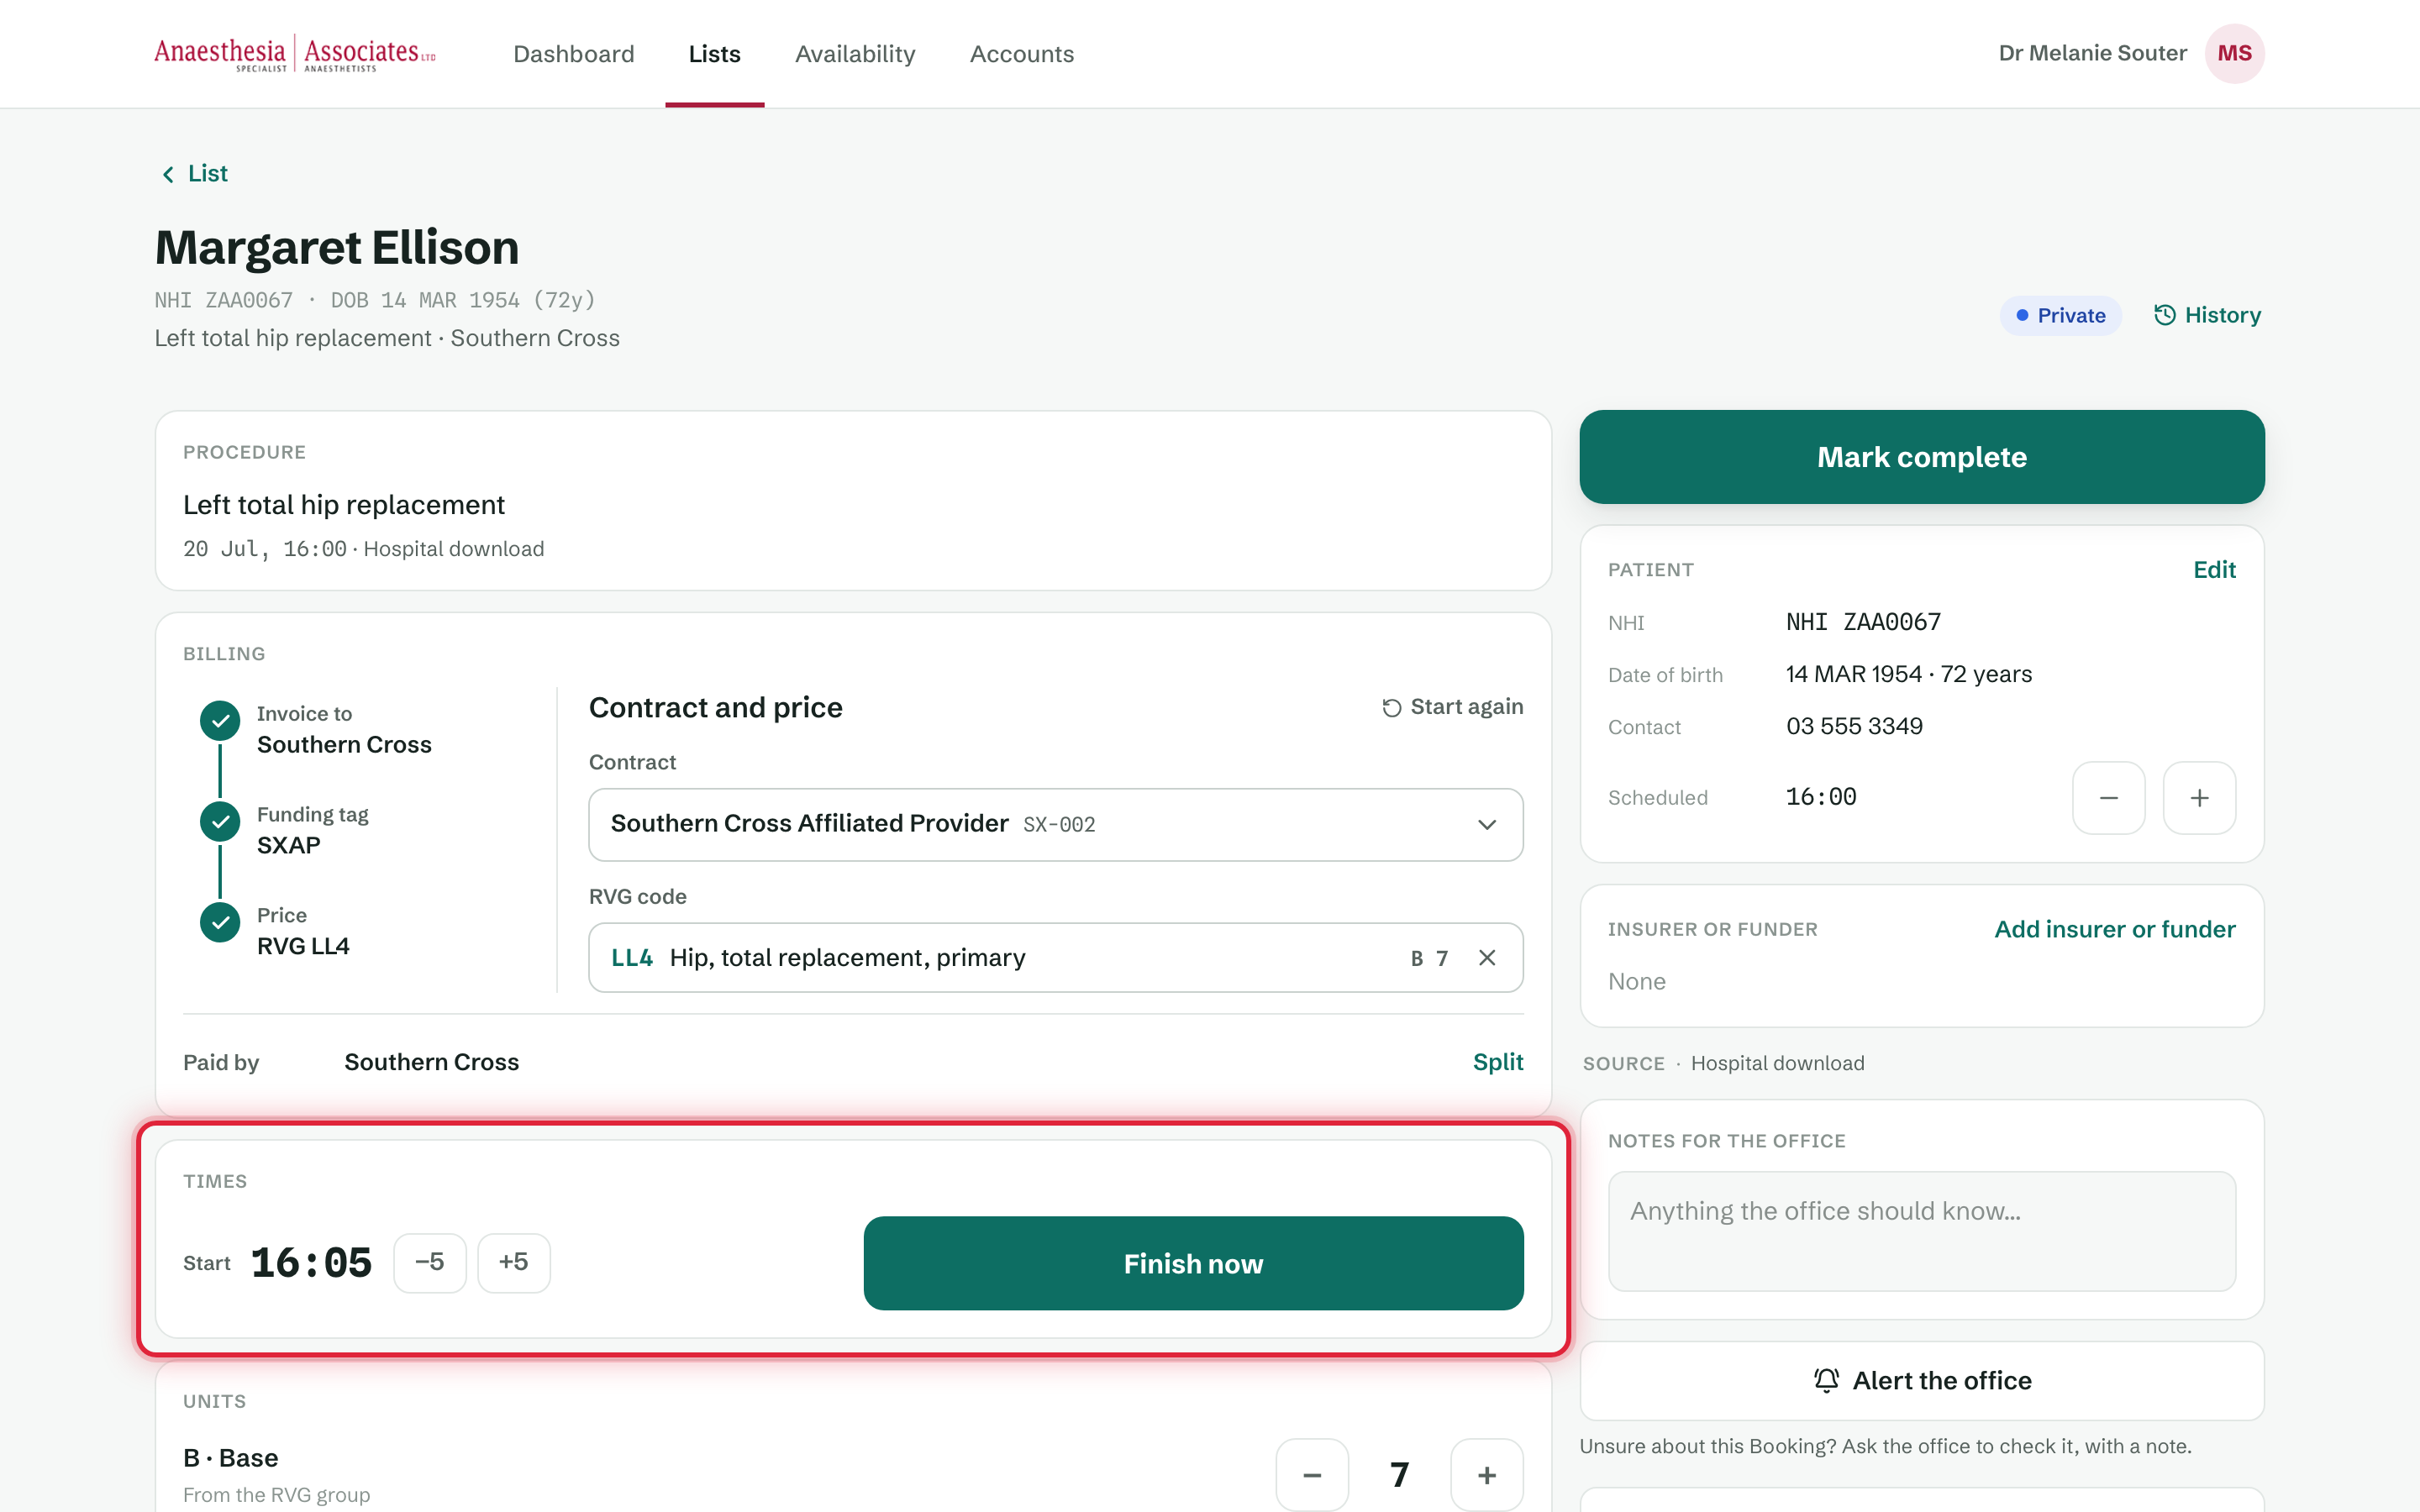 Anaesthesia Associates LTD
SPECIALIST ANAESTHETISTS
Dashboard
Lists
Availability
Accounts
Dr Melanie Souter
MS
List
Margaret Ellison
NHI ZAA0067 · DOB 14 MAR 1954 (72y)
Left total hip replacement · Southern Cross
Private
History
PROCEDURE
Left total hip replacement
20 Jul, 16:00 · Hospital download
BILLING
Invoice to
Southern Cross
Funding tag
SXAP
Price
RVG LL4
Contract and price
Start again
Contract
Southern Cross Affiliated Provider SX-002
RVG code
LL4 Hip, total replacement, primary B 7
Paid by Southern Cross Split
TIMES
Start 16:05 −5 +5 Finish now
UNITS
B · Base
From the RVG group
− 7 +
Mark complete
PATIENT Edit
NHI NHI ZAA0067
Date of birth 14 MAR 1954 · 72 years
Contact 03 555 3349
Scheduled 16:00 − +
INSURER OR FUNDER Add insurer or funder
None
SOURCE · Hospital download
NOTES FOR THE OFFICE
Anything the office should know...
Alert the office
Unsure about this Booking? Ask the office to check it, with a note.